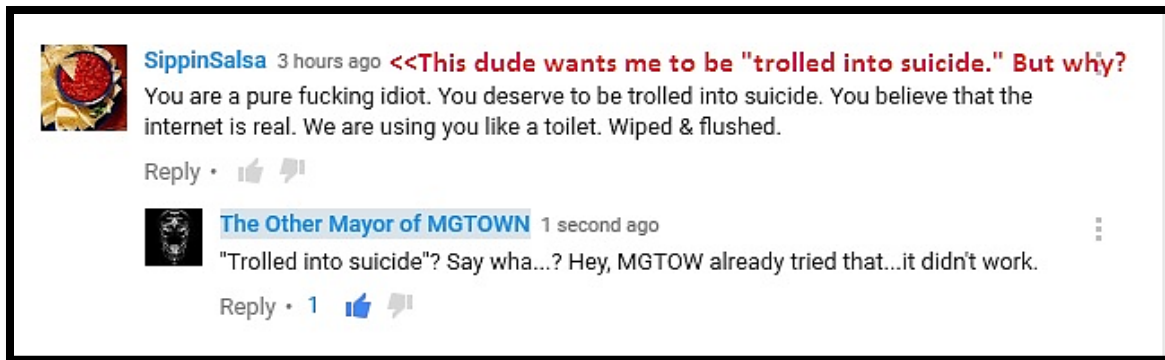 SippinSalsa 3 hours ago <<This dude wants me to be "trolled into suicide." But why?
You are a pure fucking idiot. You deserve to be trolled into suicide. You believe that the
internet is real. We are using you like a toilet. Wiped & flushed.
Reply •
The Other Mayor of MGTOWN 1 second ago
"Trolled into suicide"? Say wha...? Hey, MGTOW already tried that...it didn't work.
Reply • 1